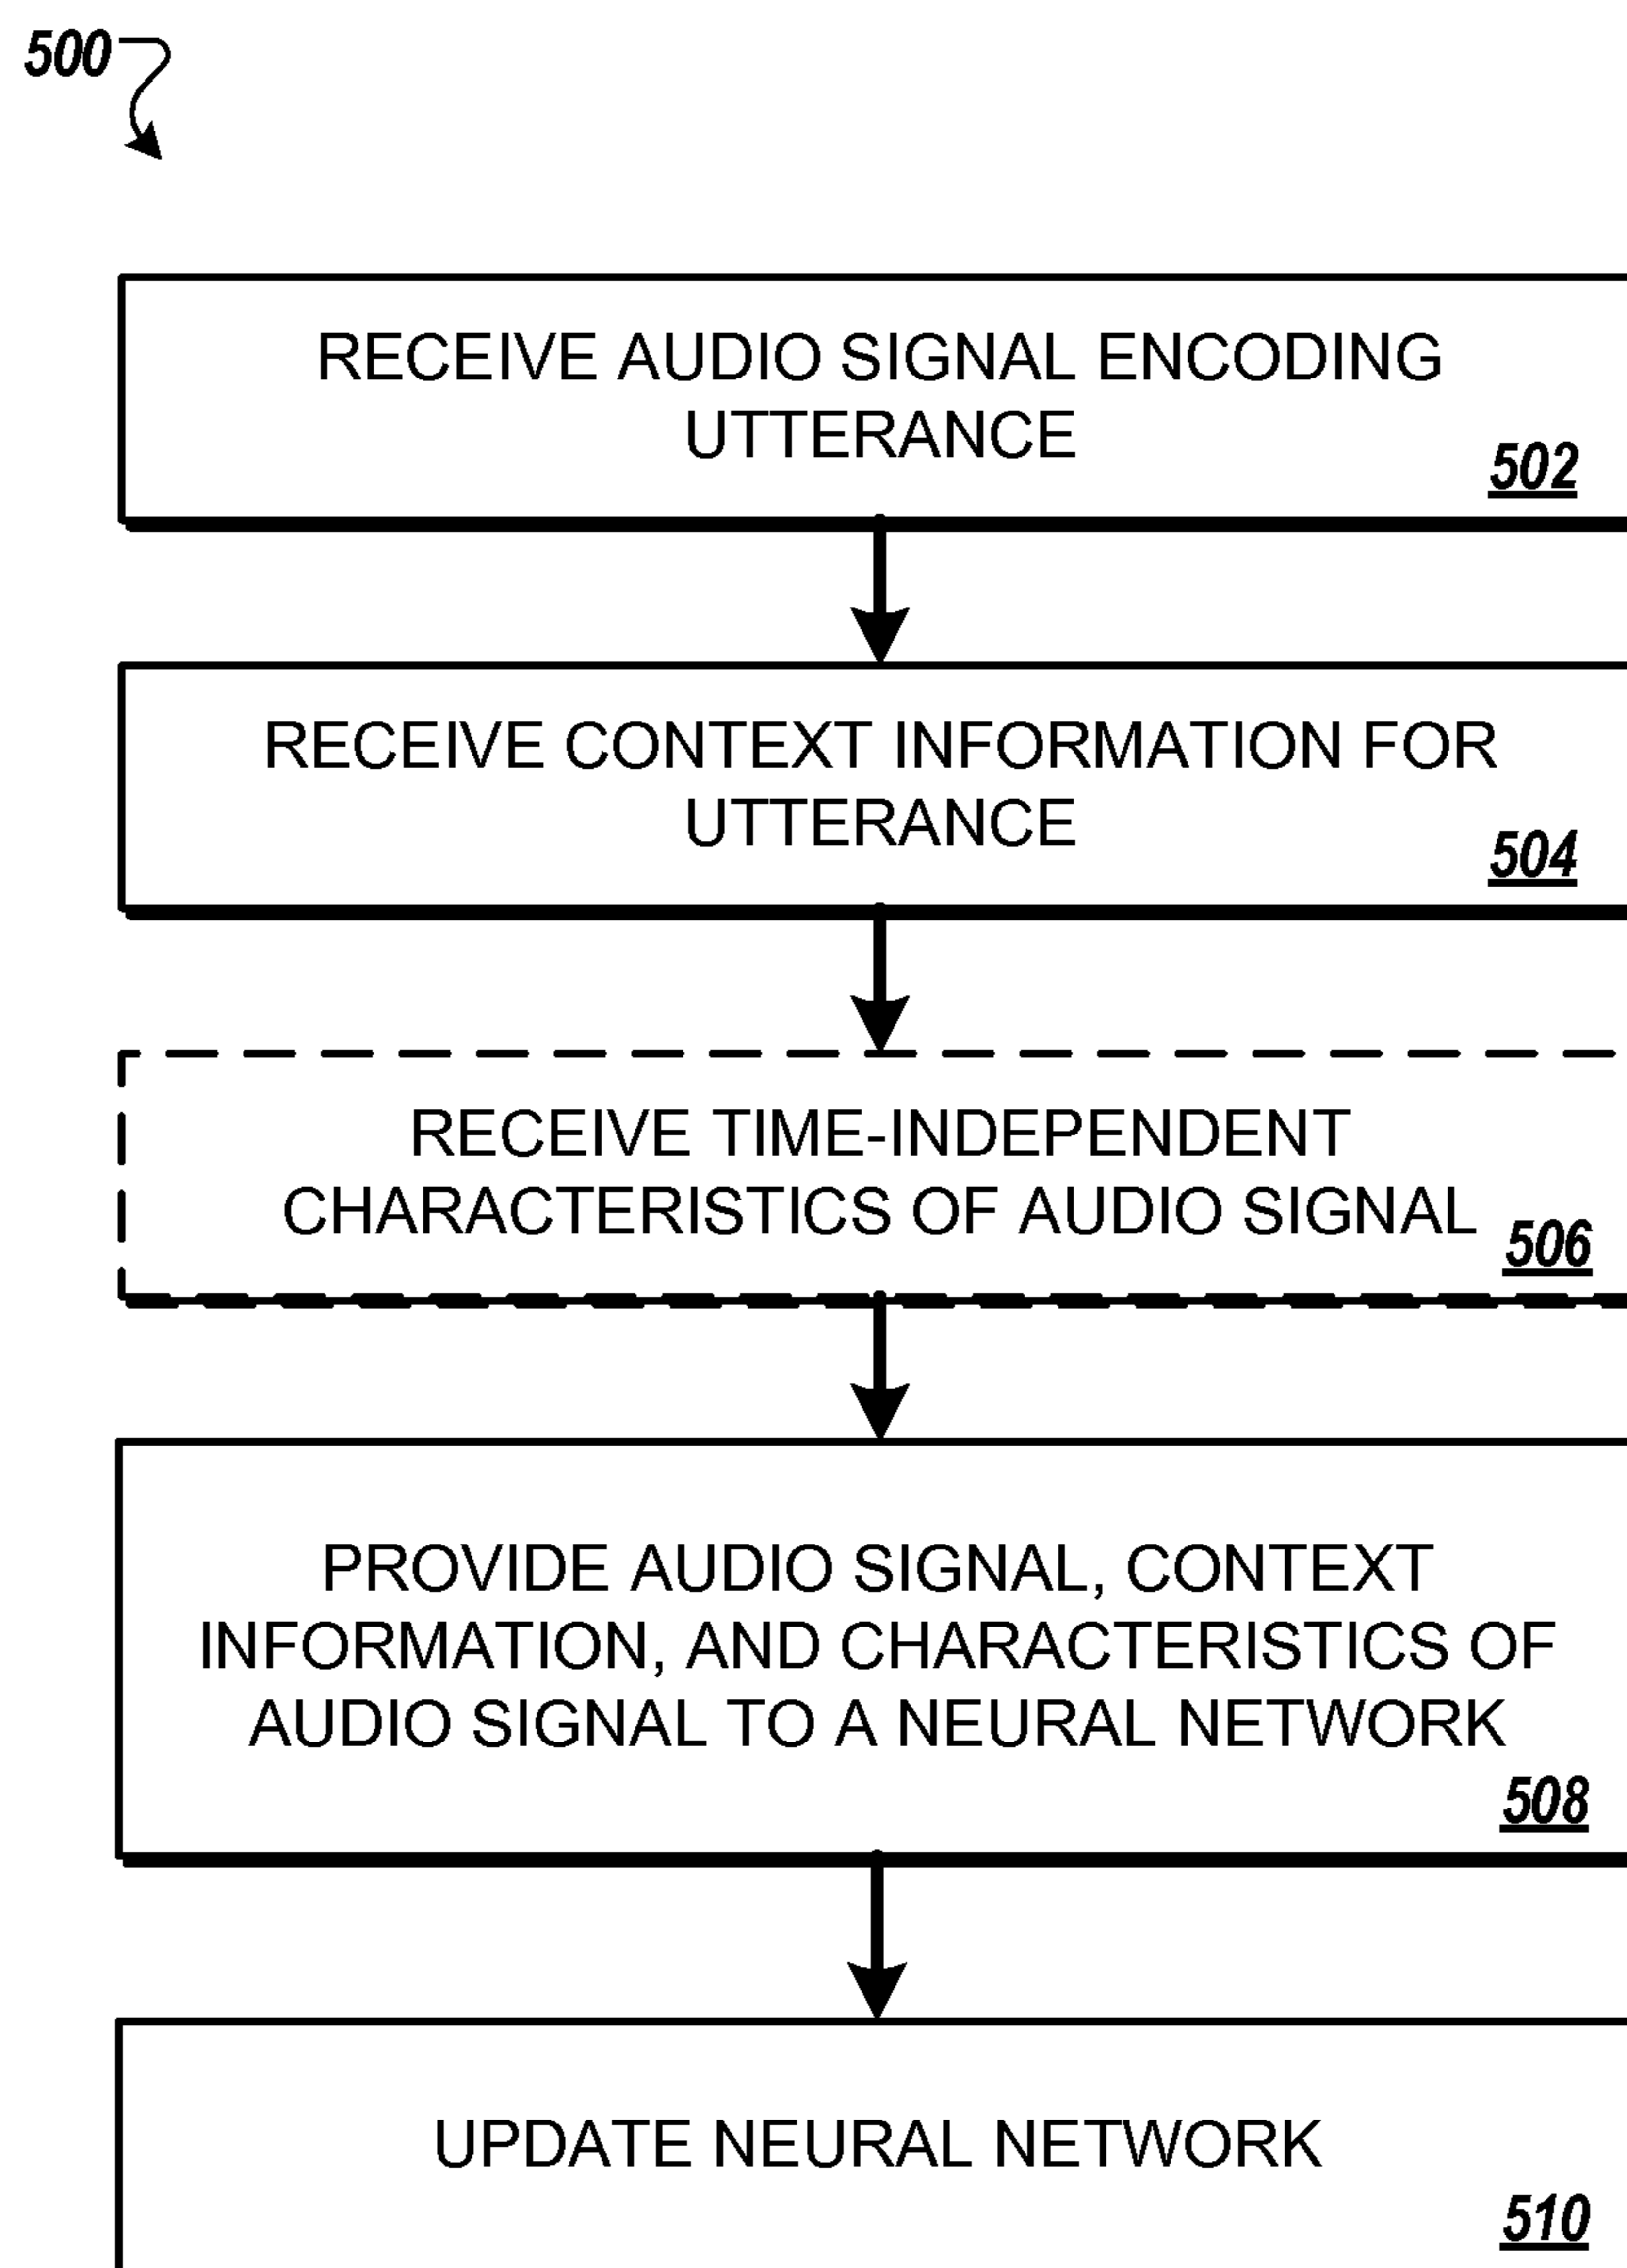 500
RECEIVE AUDIO SIGNAL ENCODING
UTTERANCE
502
RECEIVE CONTEXT INFORMATION FOR
UTTERANCE
504
RECEIVE TIME-INDEPENDENT
CHARACTERISTICS OF AUDIO SIGNAL
506
PROVIDE AUDIO SIGNAL, CONTEXT
INFORMATION, AND CHARACTERISTICS OF
AUDIO SIGNAL TO A NEURAL NETWORK
508
UPDATE NEURAL NETWORK
510